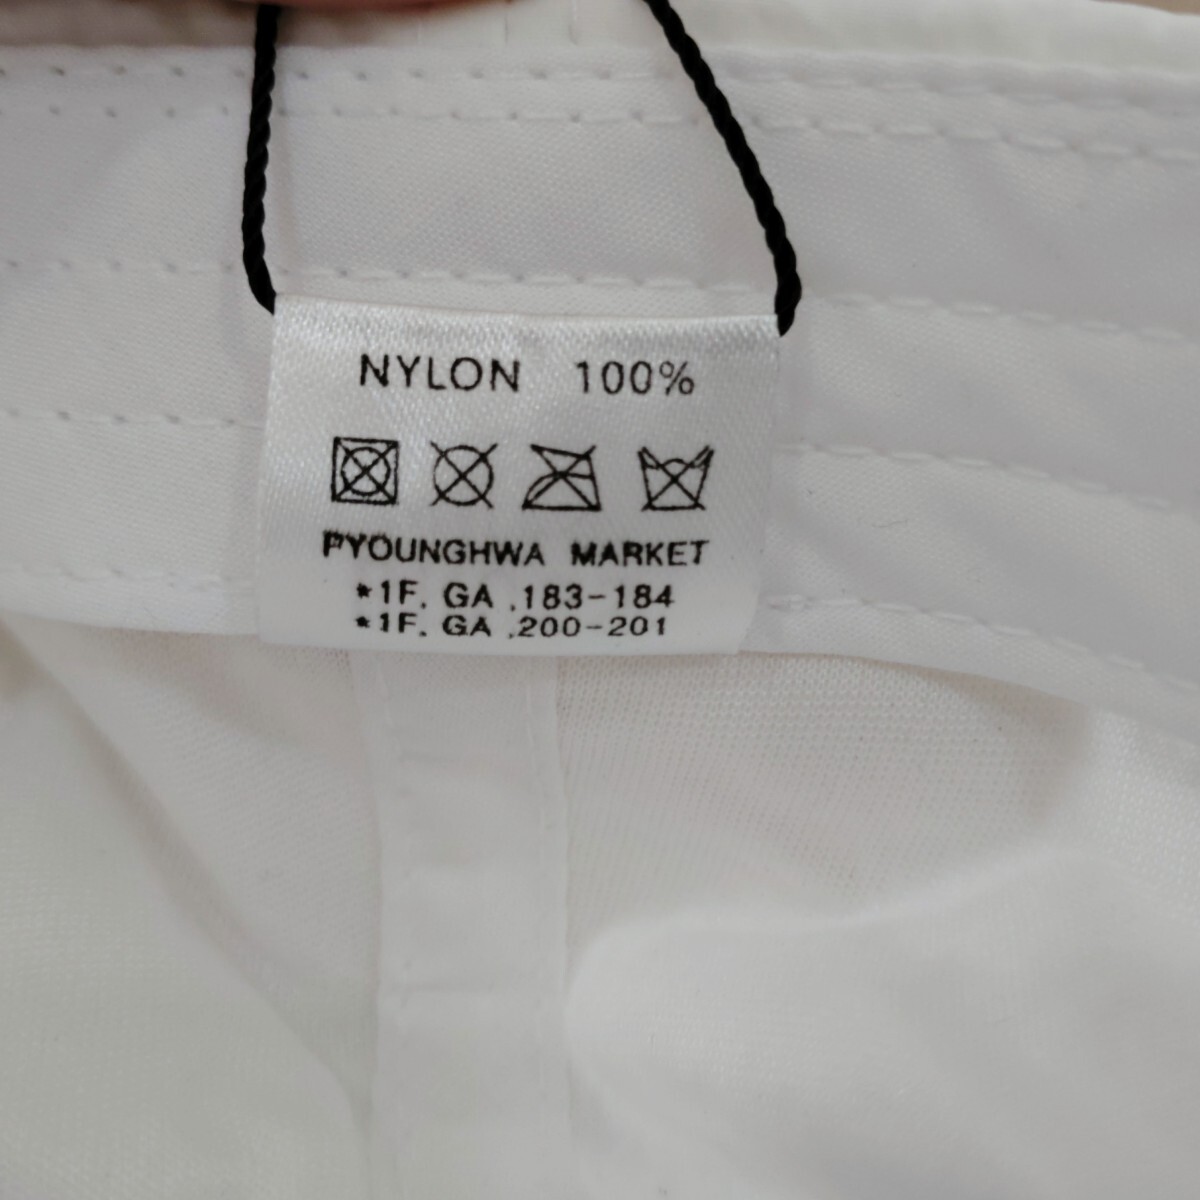 NYLON 100%
PYOUNGHWA MARKET
*1F. GA .183-184
*1F. GA .200-201